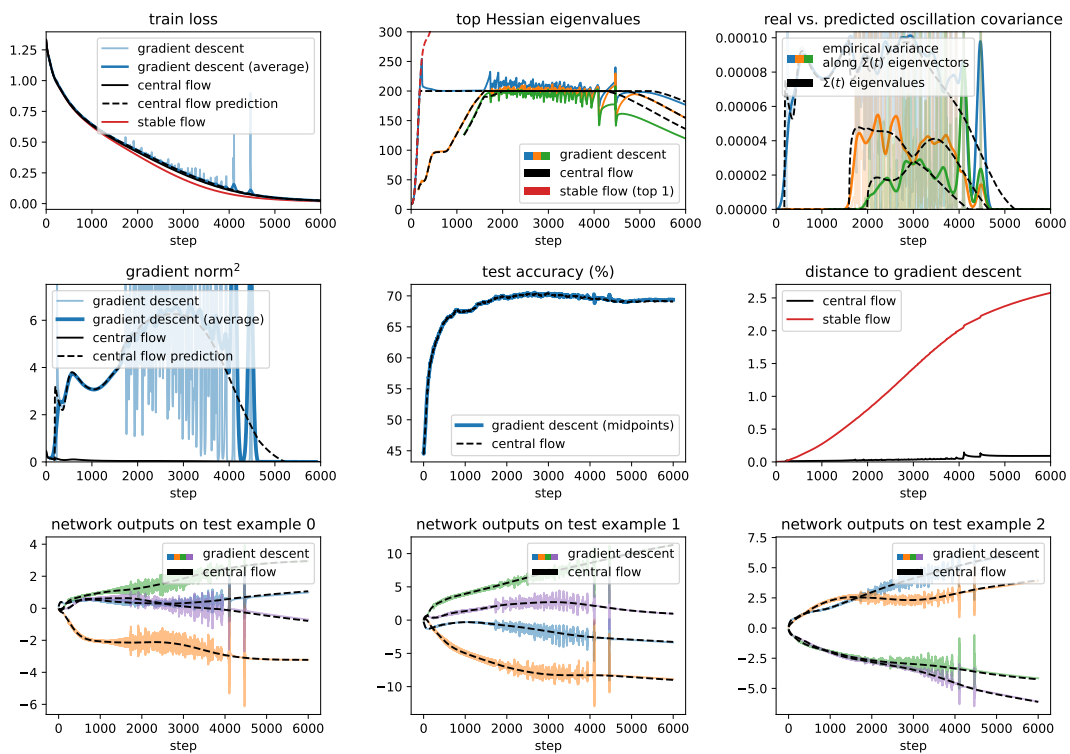 train loss
gradient descent
gradient descent (average)
central flow
central flow prediction
stable flow
1.25
1.00
0.75
0.50
0.25
0.00
0 1000 2000 3000 4000 5000 6000
step
top Hessian eigenvalues
300
250
200
150
100
50
0
gradient descent
central flow
stable flow (top 1)
0 1000 2000 3000 4000 5000 6000
step
real vs. predicted oscillation covariance
0.00010
0.00008
0.00006
0.00004
0.00002
0.00000
empirical variance
along Σ(t) eigenvectors
Σ(t) eigenvalues
0 1000 2000 3000 4000 5000 6000
step
gradient norm²
6
4
2
0
gradient descent
gradient descent (average)
central flow
central flow prediction
0 1000 2000 3000 4000 5000 6000
step
test accuracy (%)
70
65
60
55
50
45
gradient descent (midpoints)
central flow
0 1000 2000 3000 4000 5000 6000
step
distance to gradient descent
2.5
2.0
1.5
1.0
0.5
0.0
central flow
stable flow
0 1000 2000 3000 4000 5000 6000
step
network outputs on test example 0
4
2
0
−2
−4
−6
gradient descent
central flow
0 1000 2000 3000 4000 5000 6000
step
network outputs on test example 1
10
5
0
−5
−10
gradient descent
central flow
0 1000 2000 3000 4000 5000 6000
step
network outputs on test example 2
7.5
5.0
2.5
0.0
−2.5
−5.0
gradient descent
central flow
0 1000 2000 3000 4000 5000 6000
step